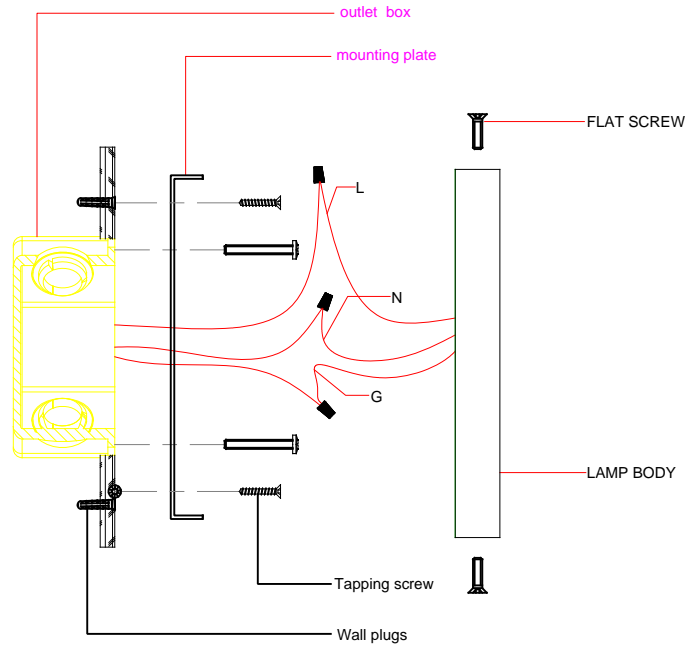 outlet box
mounting plate
FLAT SCREW
L
N
G
LAMP BODY
Tapping screw
Wall plugs